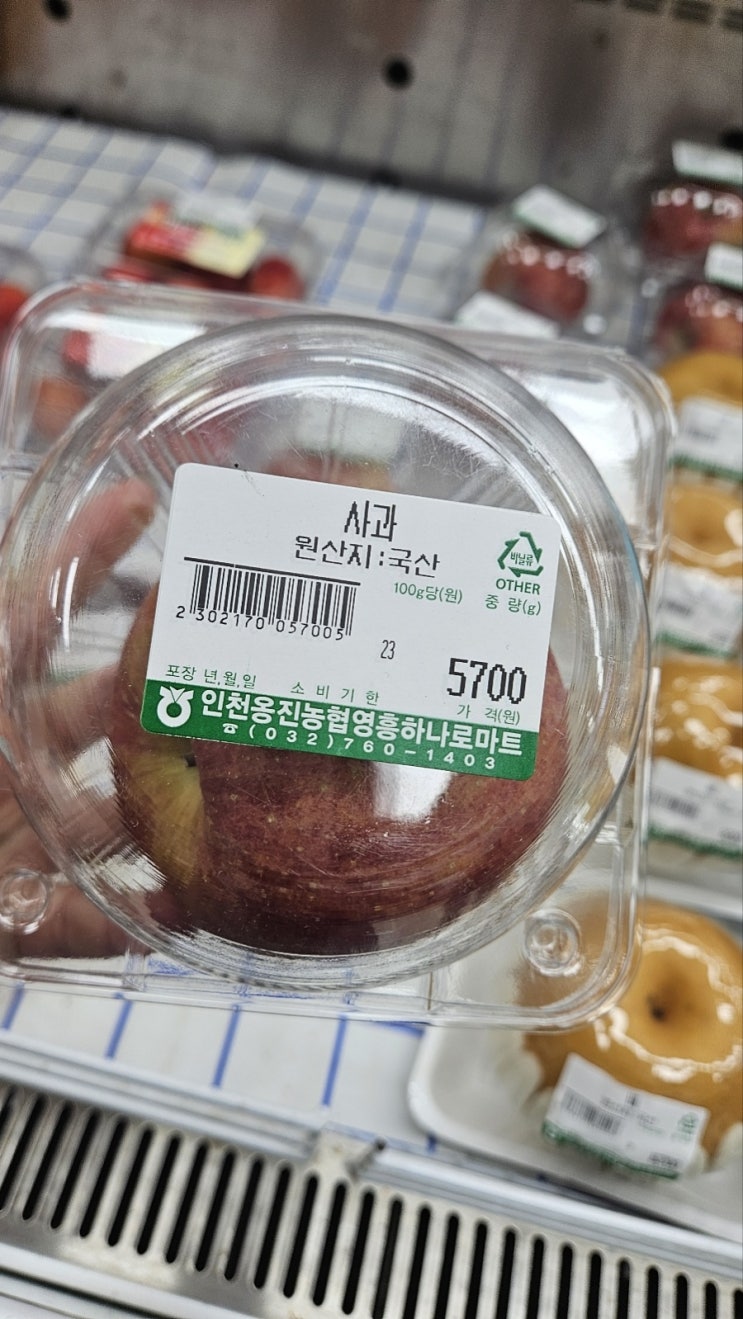 사과
원산지:국산
비닐류
OTHER
100g당(원)
중 량(g)
2 302170 057005
23
5700
포장 년,월,일
소 비 기 한
가 격(원)
인천옹진농협영흥하나로마트
☎(032)760-1403